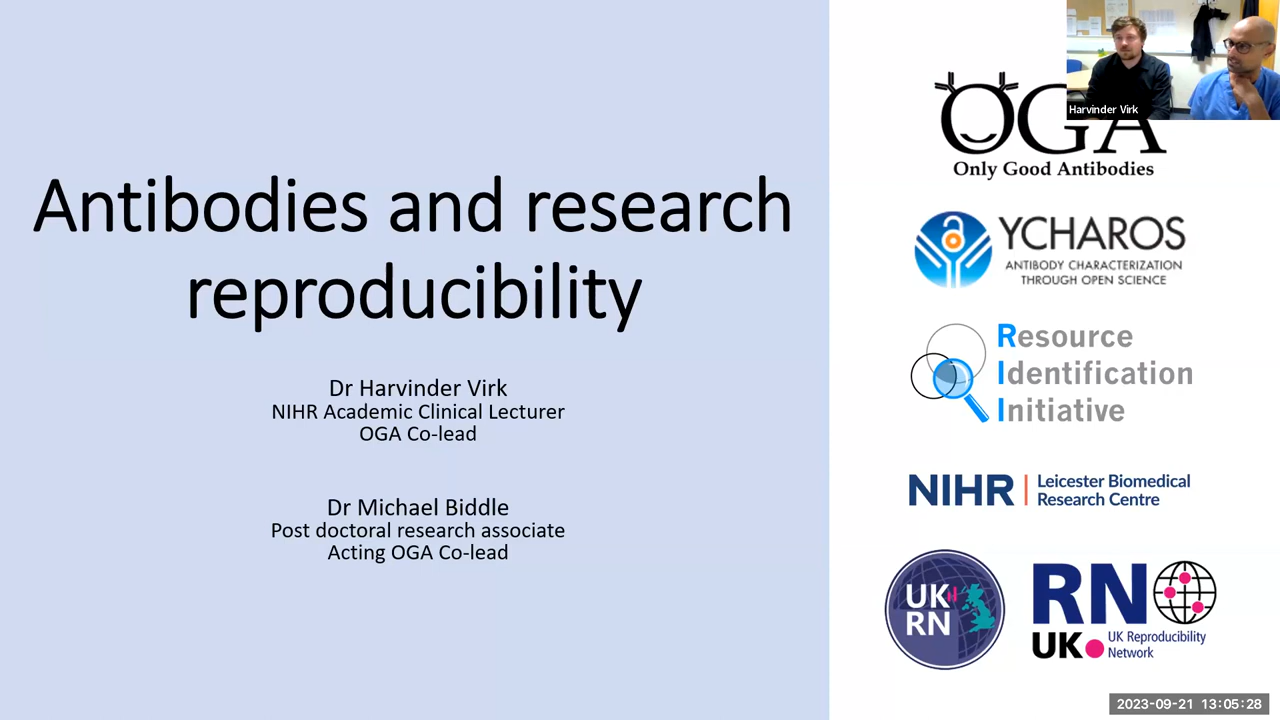 Antibodies and research
reproducibility
Dr Harvinder Virk
NIHR Academic Clinical Lecturer
OGA Co-lead
Dr Michael Biddle
Post doctoral research associate
Acting OGA Co-lead
Harvinder Virk
OGA
Only Good Antibodies
YCHAROS
ANTIBODY CHARACTERIZATION
THROUGH OPEN SCIENCE
Resource
Identification
Initiative
NIHR | Leicester Biomedical
Research Centre
UK
RN
RN
UK
UK Reproducibility
Network
2023-09-21 13:05:28